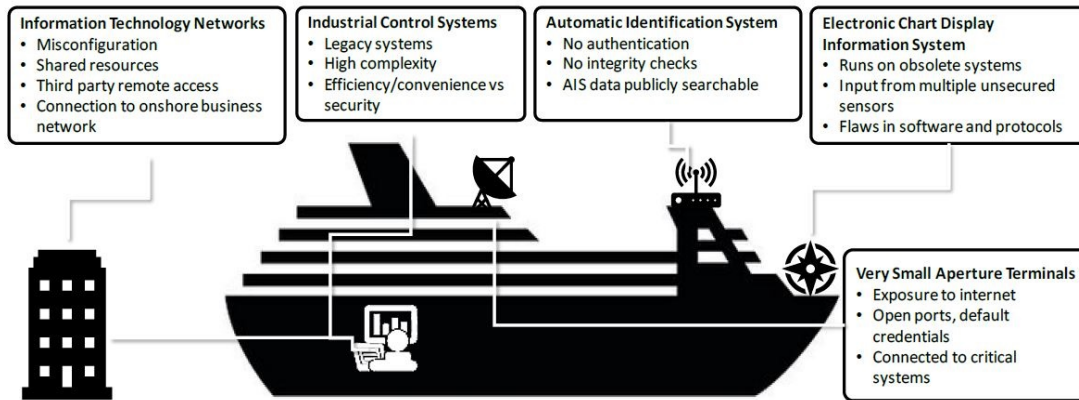 Information Technology Networks
• Misconfiguration
• Shared resources
• Third party remote access
• Connection to onshore business
network
Industrial Control Systems
• Legacy systems
• High complexity
• Efficiency/convenience vs
security
Automatic Identification System
• No authentication
• No integrity checks
• AIS data publicly searchable
Electronic Chart Display
Information System
• Runs on obsolete systems
• Input from multiple unsecured
sensors
• Flaws in software and protocols
Very Small Aperture Terminals
• Exposure to internet
• Open ports, default
credentials
• Connected to critical
systems